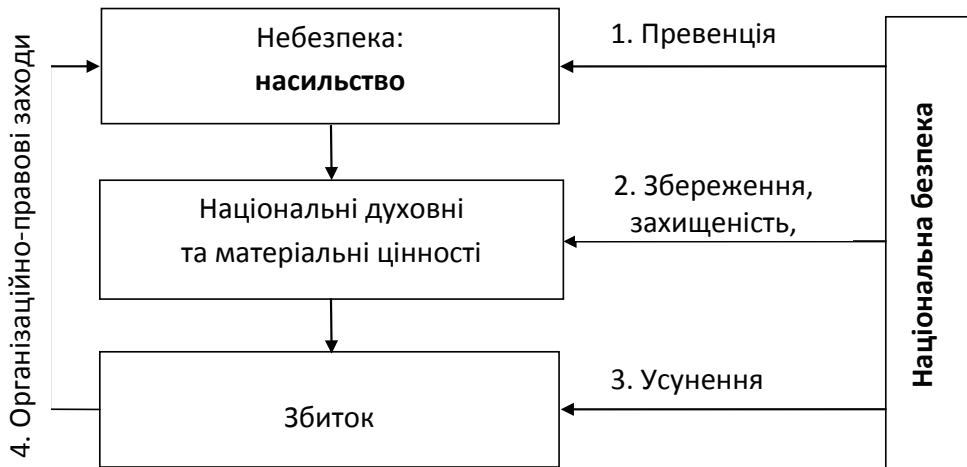 Небезпека:
насильство
1. Превенція
Національні духовні
та матеріальні цінності
2. Збереження,
захищеність,
Збиток
3. Усунення
4. Організаційно-правові заходи
Національна безпека